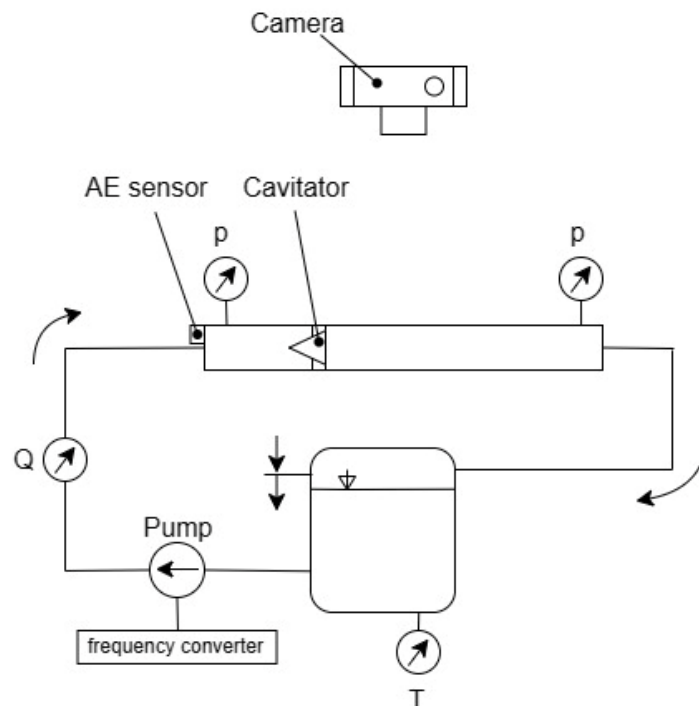 Camera
AE sensor
Cavitator
p
p
Q
Pump
frequency converter
T